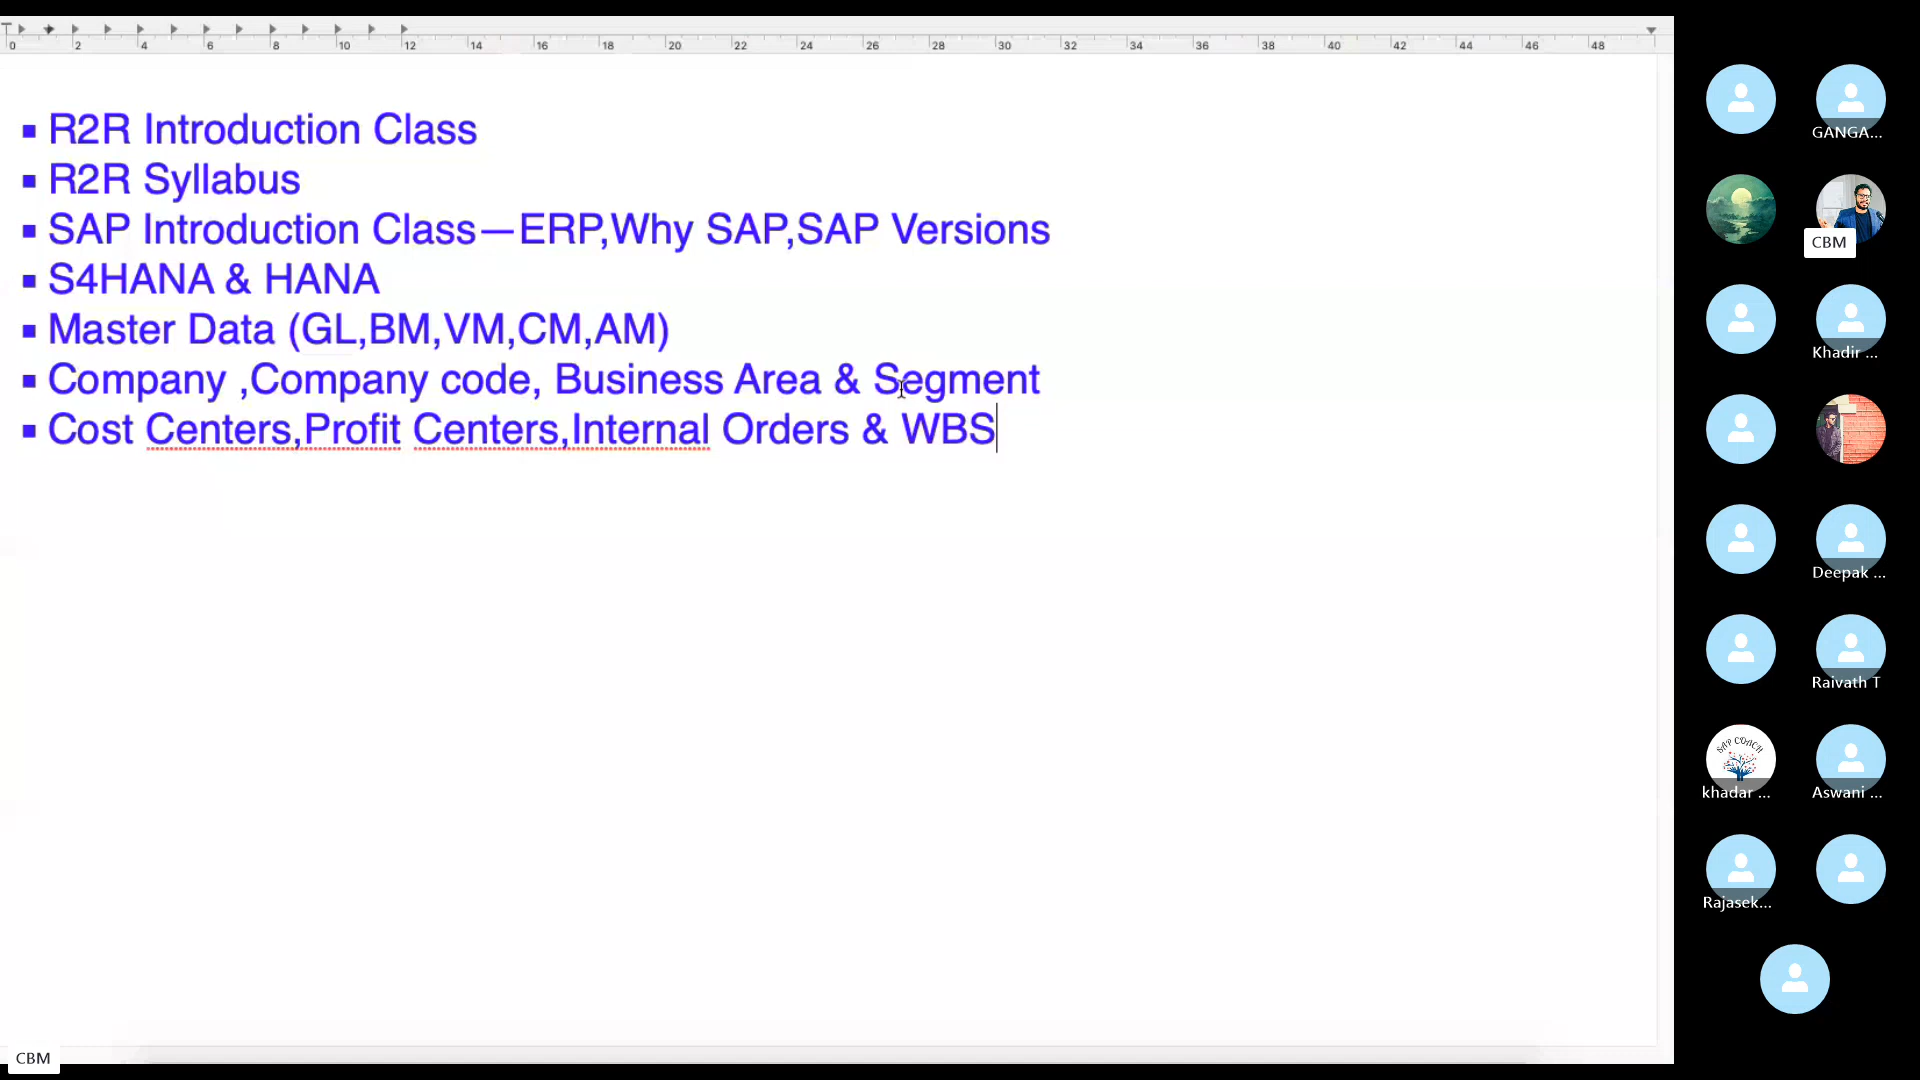 0 2 4 6 8 10 12 14 16 18 20 22 24 26 28 30 32 34 36 38 40 42 44 46 48
R2R Introduction Class
R2R Syllabus
SAP Introduction Class—ERP,Why SAP,SAP Versions
S4HANA & HANA
Master Data (GL,BM,VM,CM,AM)
Company ,Company code, Business Area & Segment
Cost Centers,Profit Centers,Internal Orders & WBS
CBM
GANGA...
CBM
Khadir ...
Deepak ...
Raivath T
SAP COACH
khadar ...
Aswani ...
Rajasek...